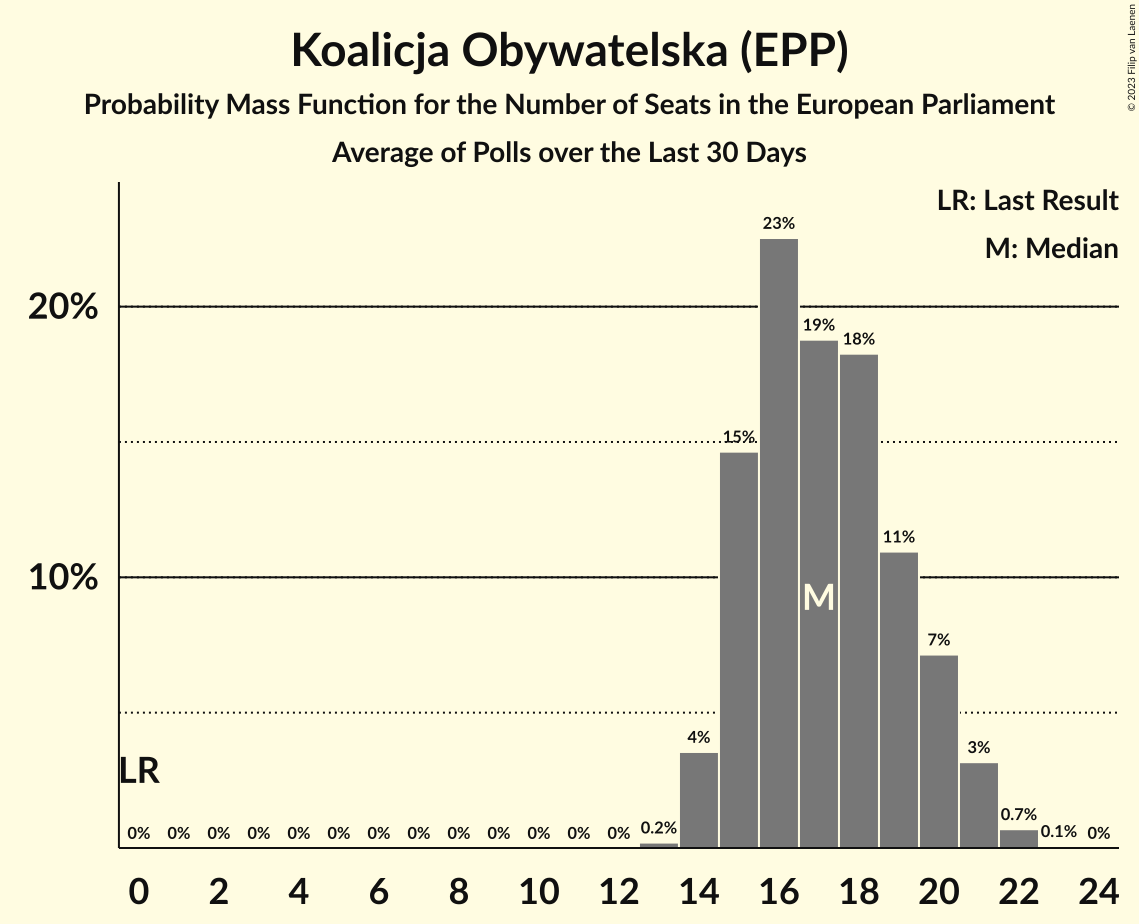 Koalicja Obywatelska (EPP)
Probability Mass Function for the Number of Seats in the European Parliament
Average of Polls over the Last 30 Days
© 2023 Filip van Laenen
LR: Last Result
M: Median
23%
20%
19%
18%
15%
11%
10%
M
7%
4%
3%
LR
0% 0% 0% 0% 0% 0% 0% 0% 0% 0% 0% 0% 0% 0.2% 0.7% 0.1% 0%
0 2 4 6 8 10 12 14 16 18 20 22 24